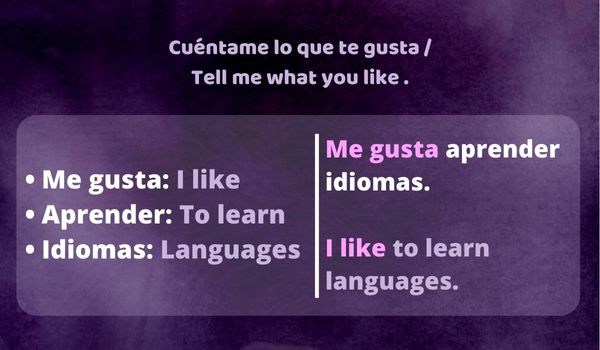 Cuéntame lo que te gusta /
Tell me what you like .
• Me gusta: I like
• Aprender: To learn
• Idiomas: Languages
Me gusta aprender
idiomas.
I like to learn
languages.